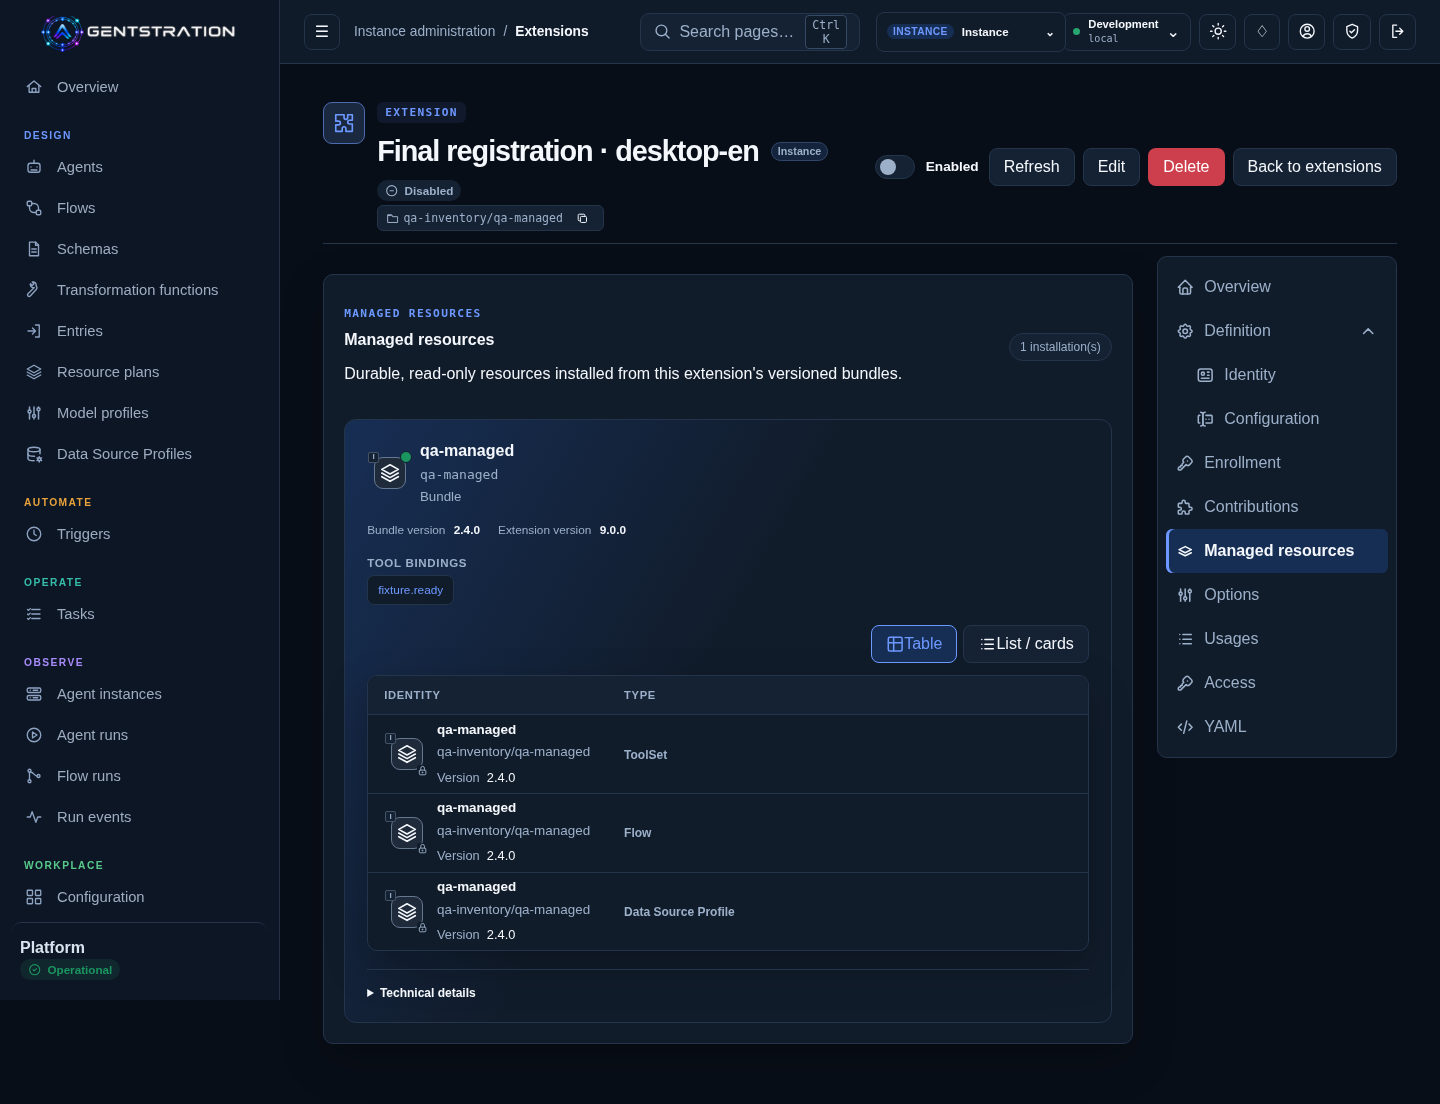 GENTSTRATION
Overview
DESIGN
Agents
Flows
Schemas
Transformation functions
Entries
Resource plans
Model profiles
Data Source Profiles
AUTOMATE
Triggers
OPERATE
Tasks
OBSERVE
Agent instances
Agent runs
Flow runs
Run events
WORKPLACE
Configuration
Platform
Operational
Instance administration / Extensions
Search pages…
Ctrl
K
INSTANCE Instance
Development
local
EXTENSION
Final registration · desktop-en
Instance
Disabled
qa-inventory/qa-managed
Enabled
Refresh
Edit
Delete
Back to extensions
MANAGED RESOURCES
Managed resources
1 installation(s)
Durable, read-only resources installed from this extension's versioned bundles.
I
qa-managed
qa-managed
Bundle
Bundle version 2.4.0 Extension version 9.0.0
TOOL BINDINGS
fixture.ready
Table
List / cards
IDENTITY TYPE
I
qa-managed
qa-inventory/qa-managed
Version 2.4.0
ToolSet
I
qa-managed
qa-inventory/qa-managed
Version 2.4.0
Flow
I
qa-managed
qa-inventory/qa-managed
Version 2.4.0
Data Source Profile
Technical details
Overview
Definition
Identity
Configuration
Enrollment
Contributions
Managed resources
Options
Usages
Access
YAML